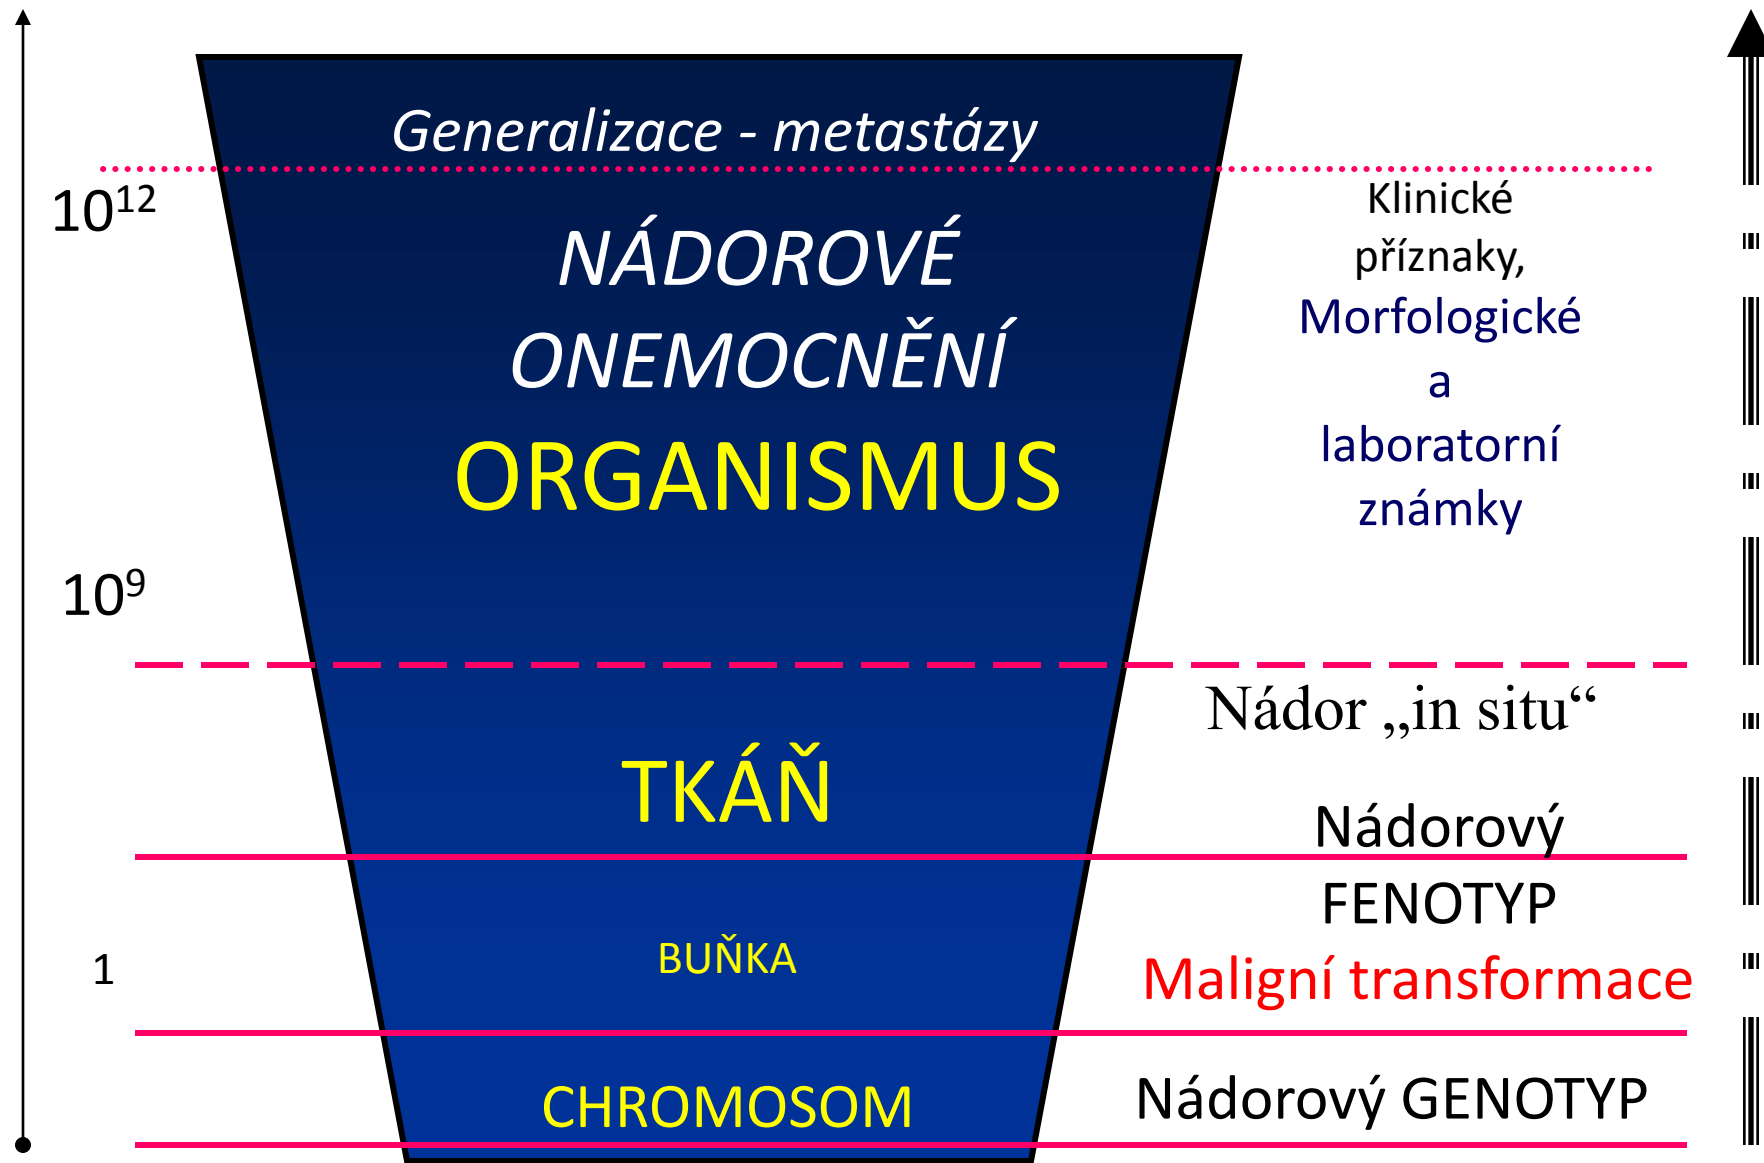 Generalizace - metastázy
10¹²
Klinické
příznaky,
NÁDOROVÉ
Morfologické
ONEMOCNĚNÍ
a
ORGANISMUS
laboratorní
známky
10⁹
Nádor „in situ“
TKÁŇ
Nádorový
FENOTYP
BUŇKA
1
Maligní transformace
CHROMOSOM
Nádorový GENOTYP